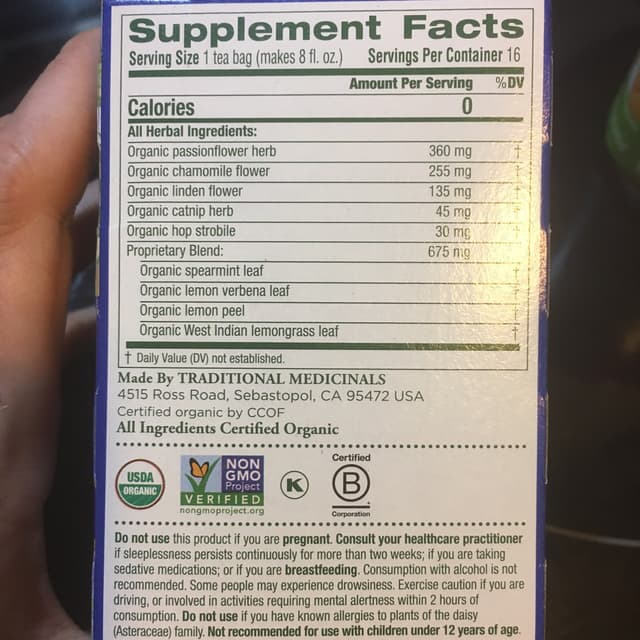 Supplement Facts
Serving Size 1 tea bag (makes 8 fl. oz.) Servings Per Container 16
Amount Per Serving %DV
Calories 0
All Herbal Ingredients:
Organic passionflower herb 360 mg †
Organic chamomile flower 255 mg †
Organic linden flower 135 mg †
Organic catnip herb 45 mg †
Organic hop strobile 30 mg †
Proprietary Blend: 675 mg
Organic spearmint leaf †
Organic lemon verbena leaf †
Organic lemon peel †
Organic West Indian lemongrass leaf †
† Daily Value (DV) not established.
Made By TRADITIONAL MEDICINALS
4515 Ross Road, Sebastopol, CA 95472 USA
Certified organic by CCOF
All Ingredients Certified Organic
USDA
ORGANIC
NON
GMO
Project
VERIFIED
nongmoproject.org
K
Certified
B
Corporation
Do not use this product if you are pregnant. Consult your healthcare practitioner
if sleeplessness persists continuously for more than two weeks; if you are taking
sedative medications; or if you are breastfeeding. Consumption with alcohol is not
recommended. Some people may experience drowsiness. Exercise caution if you are
driving, or involved in activities requiring mental alertness within 2 hours of
consumption. Do not use if you have known allergies to plants of the daisy
(Asteraceae) family. Not recommended for use with children under 12 years of age.